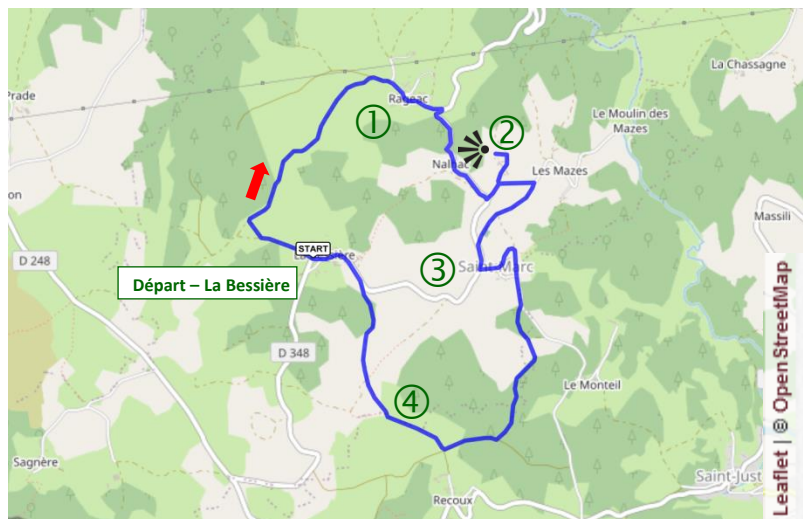 La Chassagne
Prade
Rageac
①
Le Moulin des
Mazes
②
Nalhac
Les Mazes
on
Massili
START
D 248
③
Saint-Marc
Départ – La Bessière
D 348
Le Monteil
④
Sagnère
Recoux
Saint-Just
Leaflet | © OpenStreetMap